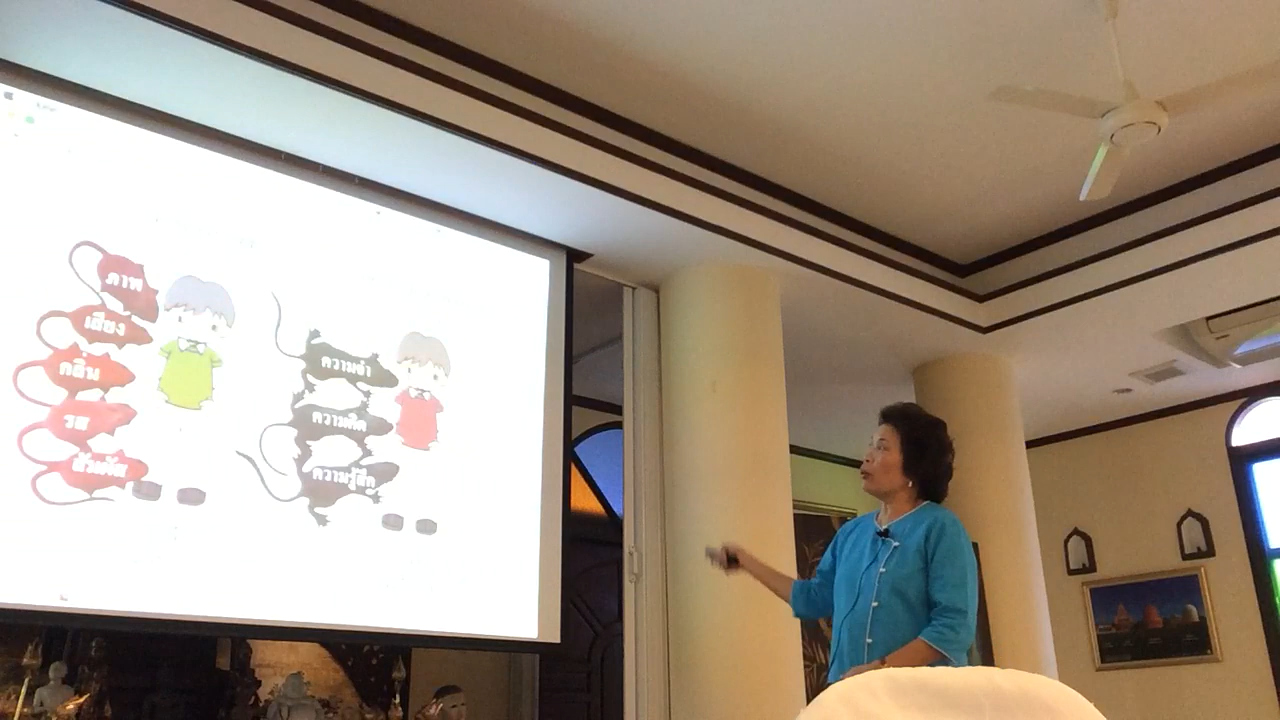 ภาพ
เสียง
กลิ่น
รส
สัมผัส
ความจำ
ความคิด
ความรู้สึก